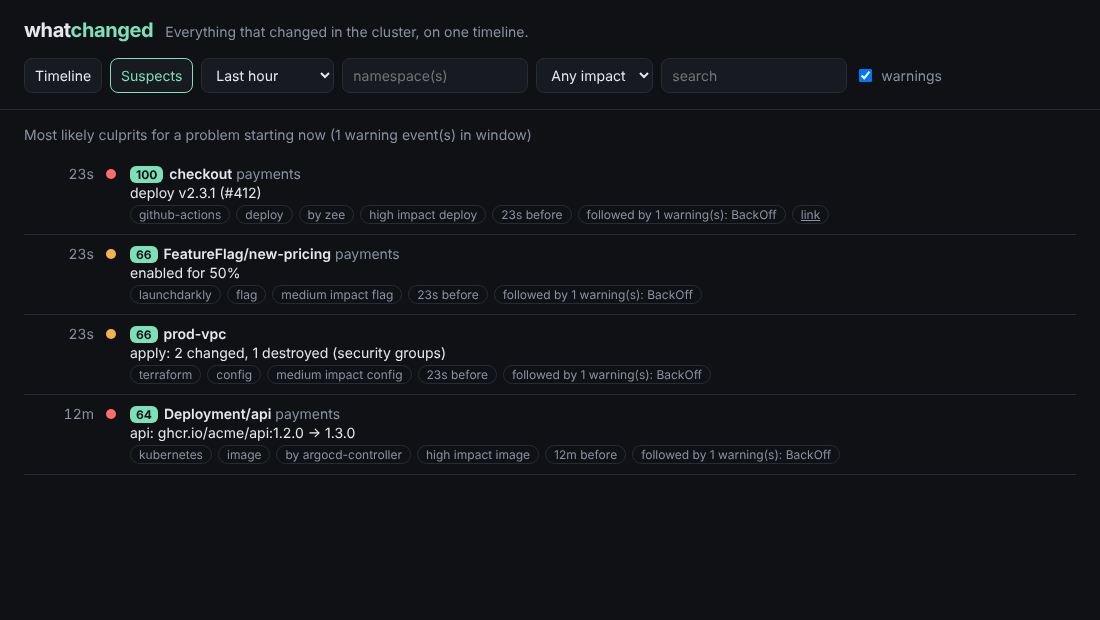 whatchanged Everything that changed in the cluster, on one timeline.
Timeline Suspects Last hour namespace(s) Any impact search warnings
Most likely culprits for a problem starting now (1 warning event(s) in window)
23s 100 checkout payments
deploy v2.3.1 (#412)
github-actions deploy by zee high impact deploy 23s before followed by 1 warning(s): BackOff link
23s 66 FeatureFlag/new-pricing payments
enabled for 50%
launchdarkly flag medium impact flag 23s before followed by 1 warning(s): BackOff
23s 66 prod-vpc
apply: 2 changed, 1 destroyed (security groups)
terraform config medium impact config 23s before followed by 1 warning(s): BackOff
12m 64 Deployment/api payments
api: ghcr.io/acme/api:1.2.0 → 1.3.0
kubernetes image by argocd-controller high impact image 12m before followed by 1 warning(s): BackOff